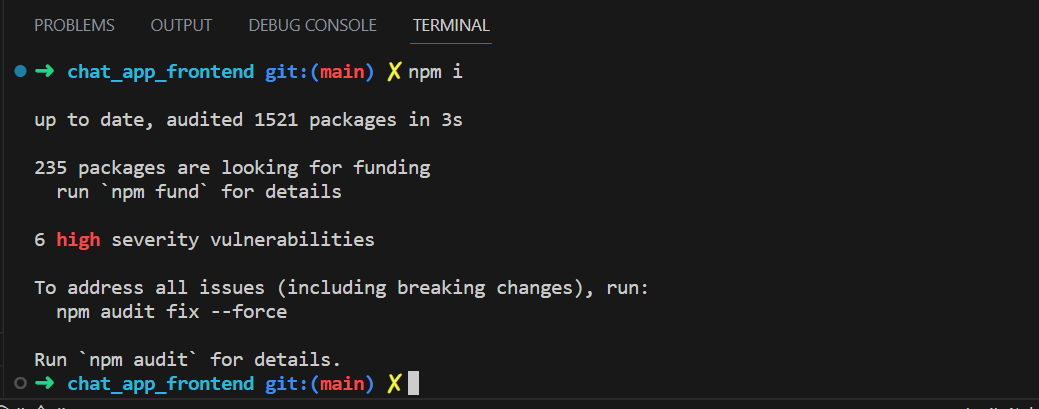 PROBLEMS OUTPUT DEBUG CONSOLE TERMINAL
➜ chat_app_frontend git:(main) ✗ npm i
up to date, audited 1521 packages in 3s
235 packages are looking for funding
run `npm fund` for details
6 high severity vulnerabilities
To address all issues (including breaking changes), run:
npm audit fix --force
Run `npm audit` for details.
➜ chat_app_frontend git:(main) ✗